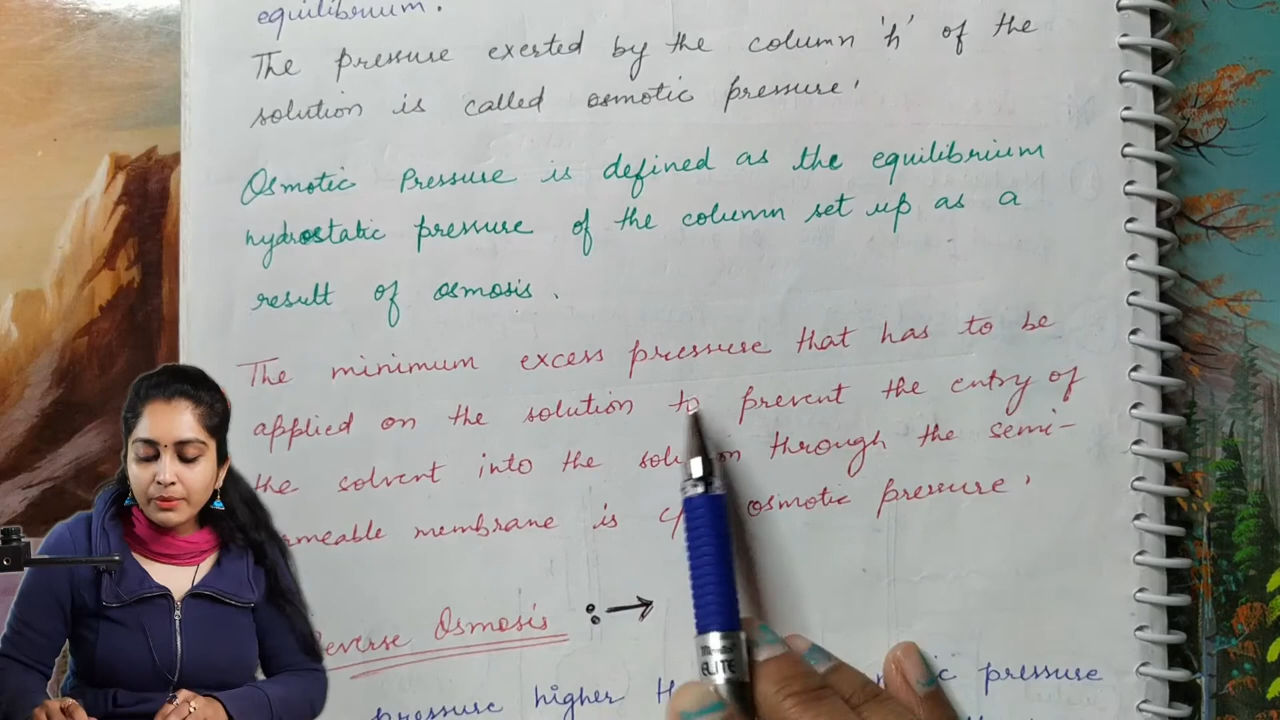 equilibrium.
The pressure exerted by the column 'h' of the
solution is called osmotic pressure'
Osmotic Pressure is defined as the equilibrium
hydrostatic pressure of the column set up as a
result of osmosis.
The minimum excess pressure that has to be
applied on the solution to prevent the entry of
the solvent into the through the semi-
membrane is osmotic pressure'
Osmosis :→
pressure higher pressure
ELITE